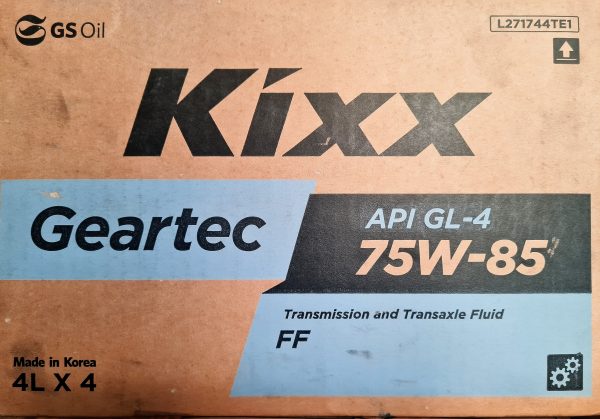 GS Oil
L271744TE1
Kixx
Geartec
API GL-4
75W-85
Transmission and Transaxle Fluid
FF
Made in Korea
4L X 4